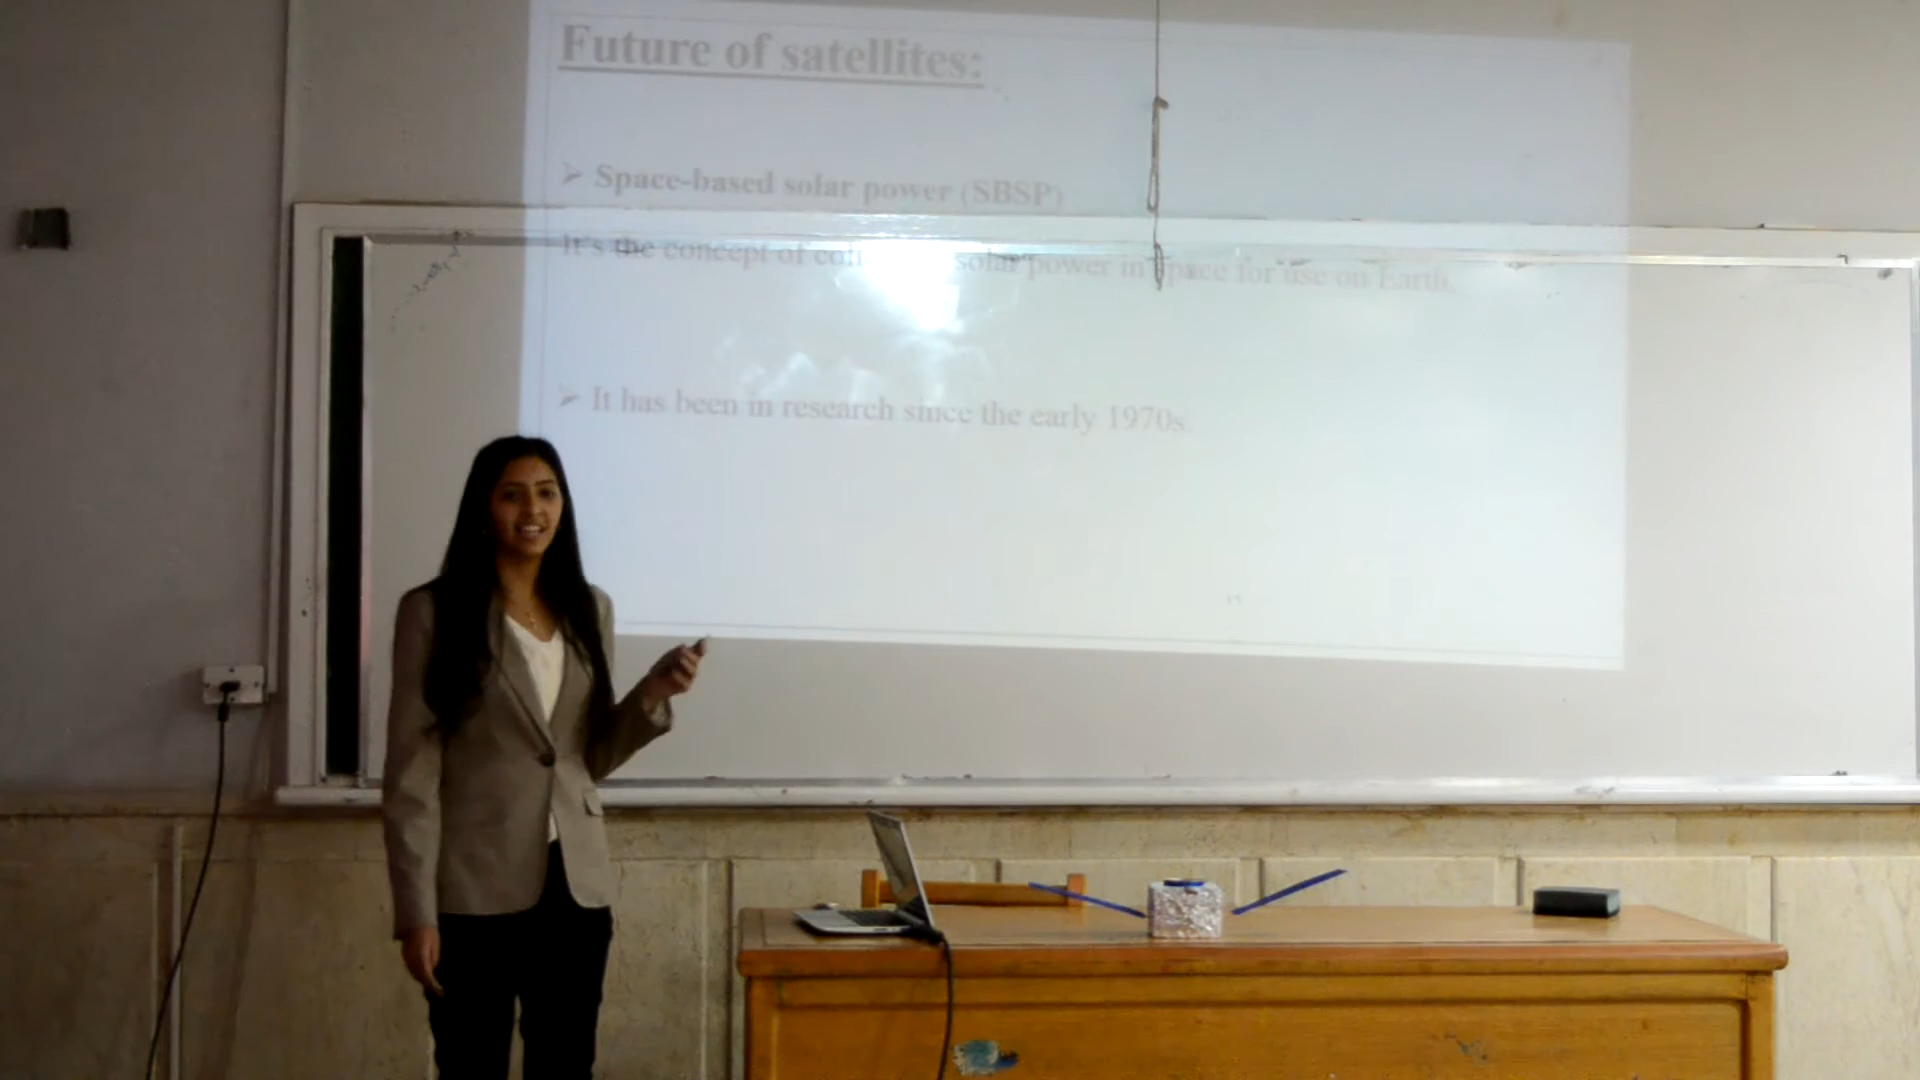 Future of satellites:
➢ Space-based solar power (SBSP)
It's the concept of solar power in space for use on Earth.
➢ It has been in research since the early 1970s.